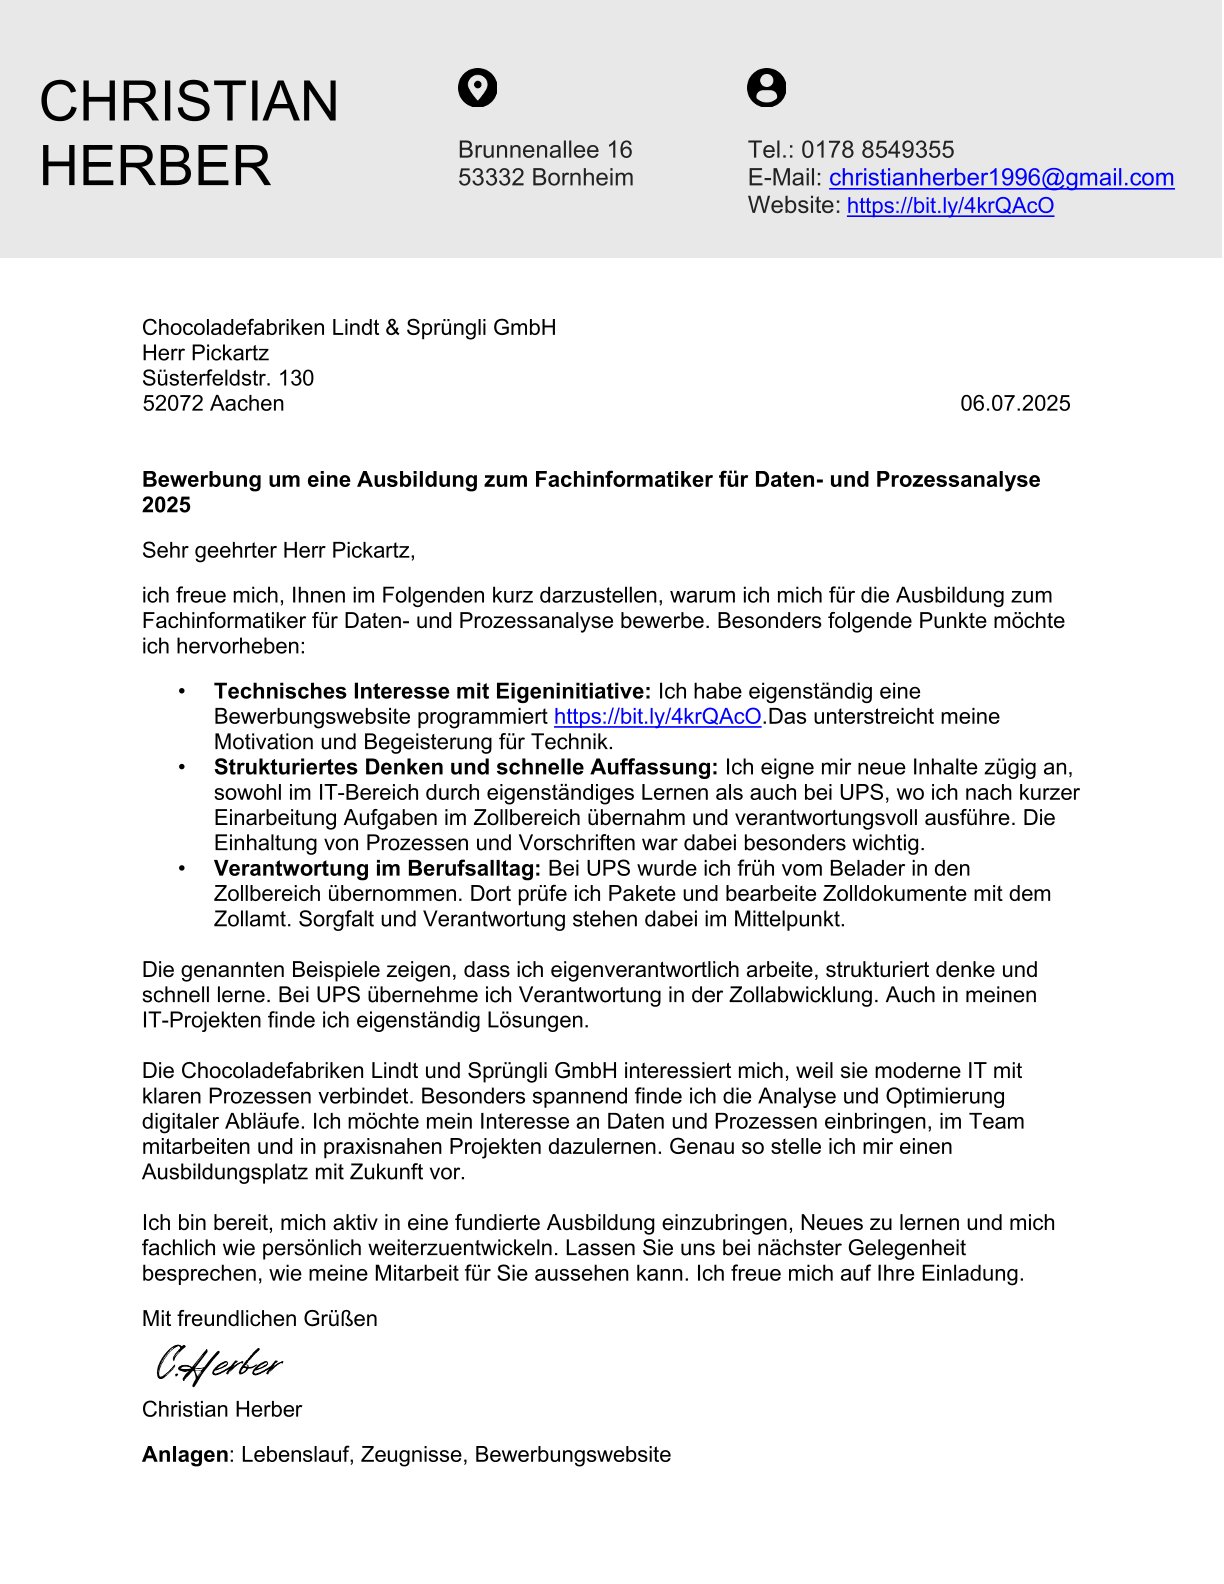 CHRISTIAN
HERBER
Brunnenallee 16
53332 Bornheim
Tel.: 0178 8549355
E-Mail: christianherber1996@gmail.com
Website: https://bit.ly/4krQAcO
Chocoladefabriken Lindt & Sprüngli GmbH
Herr Pickartz
Süsterfeldstr. 130
52072 Aachen 06.07.2025
Bewerbung um eine Ausbildung zum Fachinformatiker für Daten- und Prozessanalyse
2025
Sehr geehrter Herr Pickartz,
ich freue mich, Ihnen im Folgenden kurz darzustellen, warum ich mich für die Ausbildung zum
Fachinformatiker für Daten- und Prozessanalyse bewerbe. Besonders folgende Punkte möchte
ich hervorheben:
• Technisches Interesse mit Eigeninitiative: Ich habe eigenständig eine
Bewerbungswebsite programmiert https://bit.ly/4krQAcO.Das unterstreicht meine
Motivation und Begeisterung für Technik.
• Strukturiertes Denken und schnelle Auffassung: Ich eigne mir neue Inhalte zügig an,
sowohl im IT-Bereich durch eigenständiges Lernen als auch bei UPS, wo ich nach kurzer
Einarbeitung Aufgaben im Zollbereich übernahm und verantwortungsvoll ausführe. Die
Einhaltung von Prozessen und Vorschriften war dabei besonders wichtig.
• Verantwortung im Berufsalltag: Bei UPS wurde ich früh vom Belader in den
Zollbereich übernommen. Dort prüfe ich Pakete und bearbeite Zolldokumente mit dem
Zollamt. Sorgfalt und Verantwortung stehen dabei im Mittelpunkt.
Die genannten Beispiele zeigen, dass ich eigenverantwortlich arbeite, strukturiert denke und
schnell lerne. Bei UPS übernehme ich Verantwortung in der Zollabwicklung. Auch in meinen
IT-Projekten finde ich eigenständig Lösungen.
Die Chocoladefabriken Lindt und Sprüngli GmbH interessiert mich, weil sie moderne IT mit
klaren Prozessen verbindet. Besonders spannend finde ich die Analyse und Optimierung
digitaler Abläufe. Ich möchte mein Interesse an Daten und Prozessen einbringen, im Team
mitarbeiten und in praxisnahen Projekten dazulernen. Genau so stelle ich mir einen
Ausbildungsplatz mit Zukunft vor.
Ich bin bereit, mich aktiv in eine fundierte Ausbildung einzubringen, Neues zu lernen und mich
fachlich wie persönlich weiterzuentwickeln. Lassen Sie uns bei nächster Gelegenheit
besprechen, wie meine Mitarbeit für Sie aussehen kann. Ich freue mich auf Ihre Einladung.
Mit freundlichen Grüßen
C.Herber
Christian Herber
Anlagen: Lebenslauf, Zeugnisse, Bewerbungswebsite